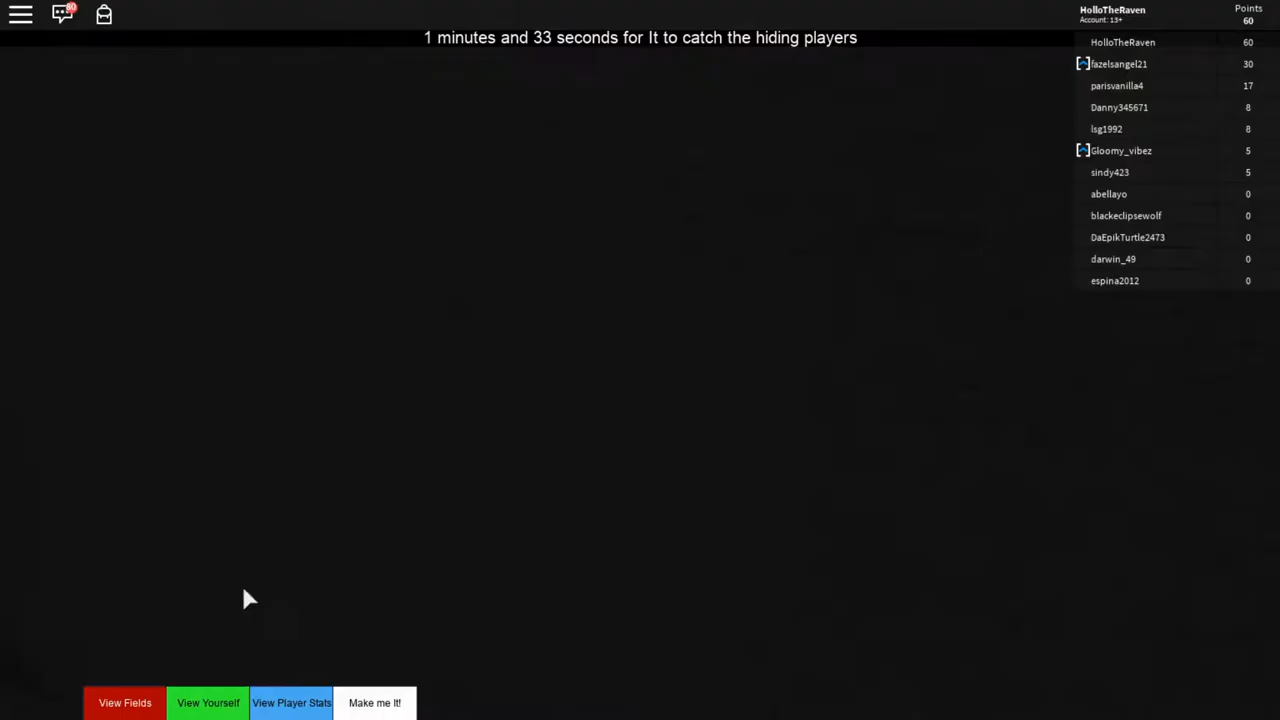 80
HolloTheRaven
Account: 13+
Points
60
1 minutes and 33 seconds for It to catch the hiding players
HolloTheRaven 60
fazelsangel21 30
parisvanilla4 17
Danny345671 8
lsg1992 8
Gloomy_vibez 5
sindy423 5
abellayo 0
blackeclipsewolf 0
DaEpikTurtle2473 0
darwin_49 0
espina2012 0
View Fields View Yourself View Player Stats Make me It!